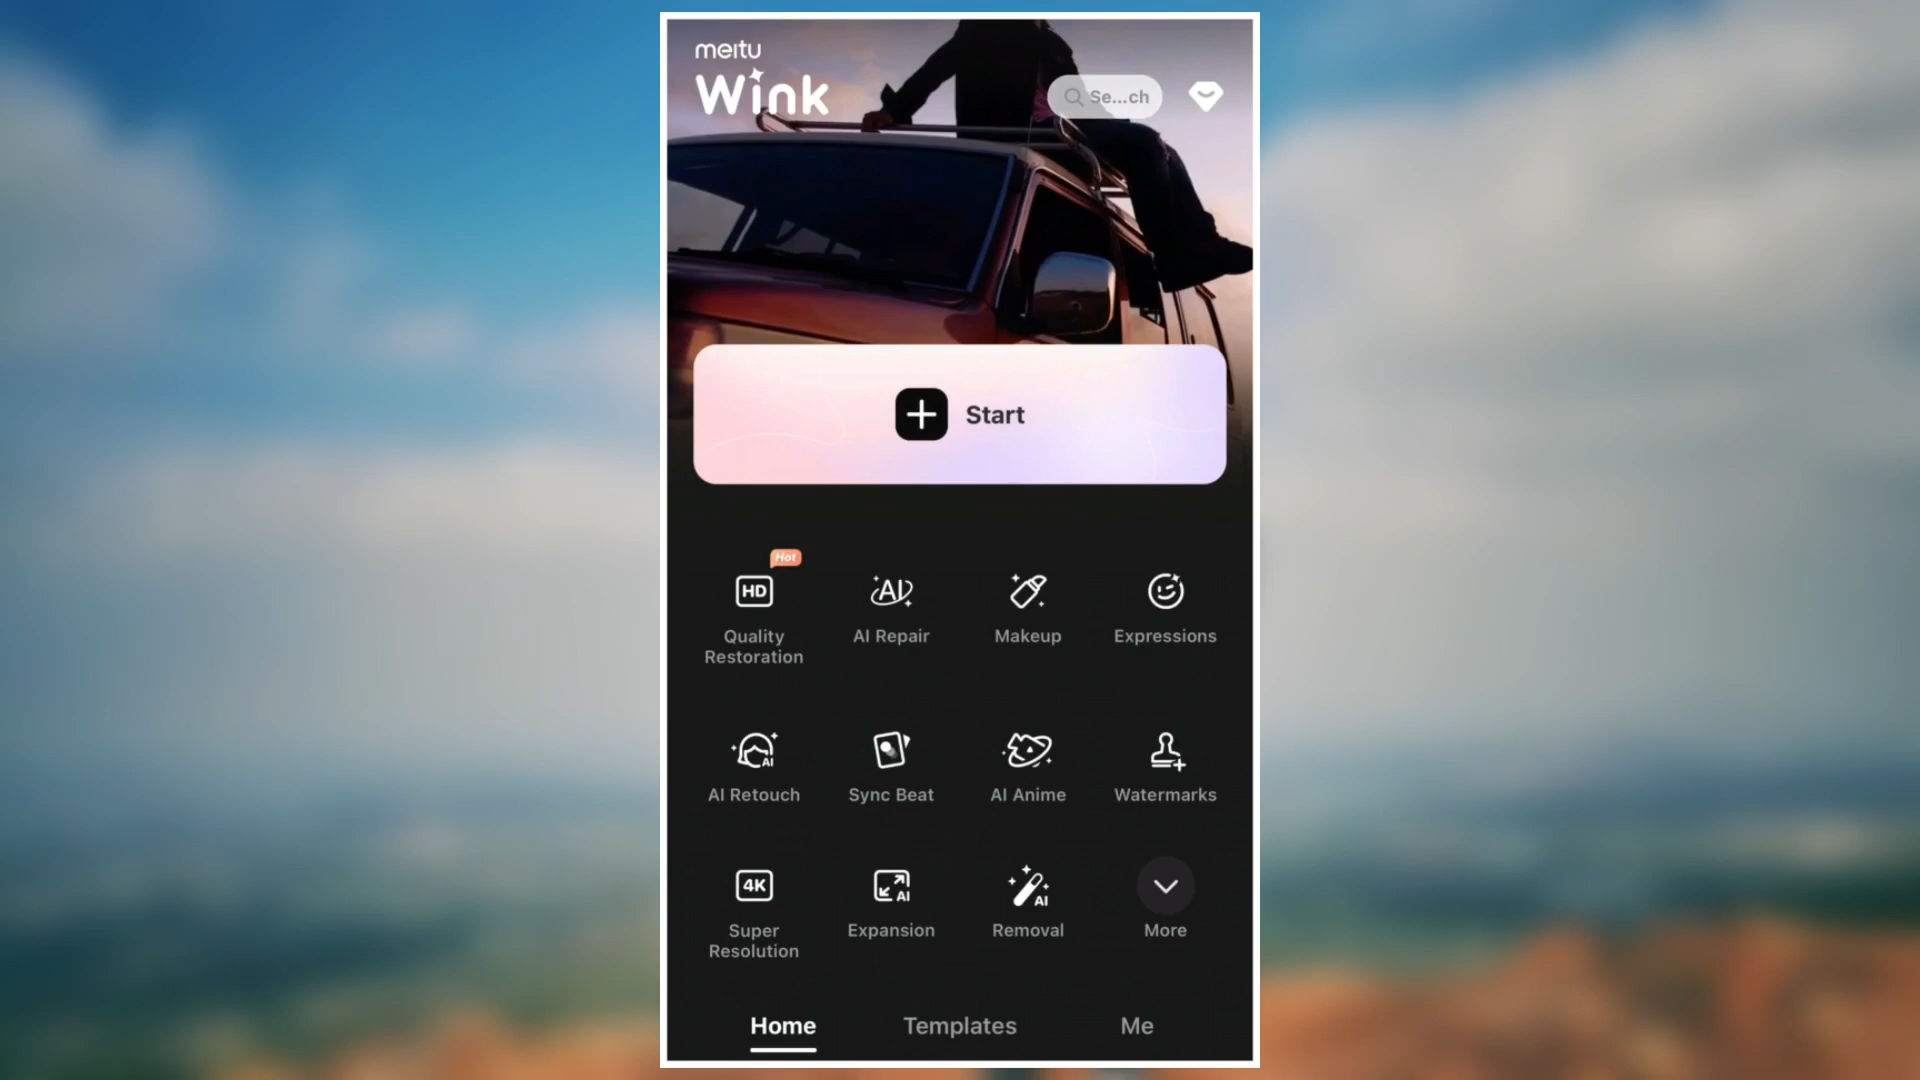 meitu
Wink
Se...ch
Start
Hot
HD
AI
Quality
Restoration
AI Repair
Makeup
Expressions
AI
AI Retouch
Sync Beat
AI Anime
Watermarks
4K
AI
AI
Super
Resolution
Expansion
Removal
More
Home
Templates
Me